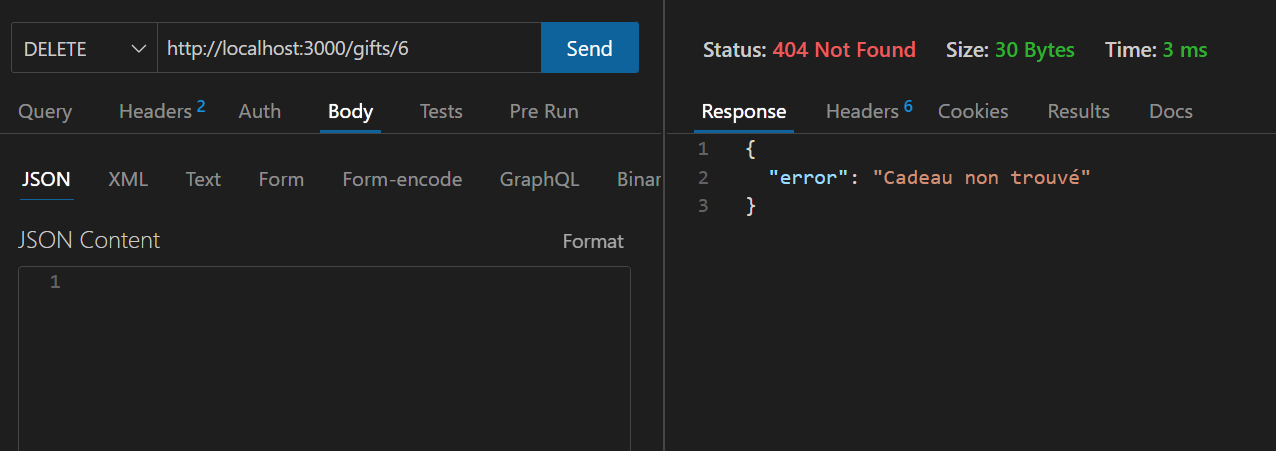 DELETE http://localhost:3000/gifts/6 Send
Query Headers 2 Auth Body Tests Pre Run
JSON XML Text Form Form-encode GraphQL Binar
JSON Content Format
1
Status: 404 Not Found Size: 30 Bytes Time: 3 ms
Response Headers 6 Cookies Results Docs
1 {
2 "error": "Cadeau non trouvé"
3 }